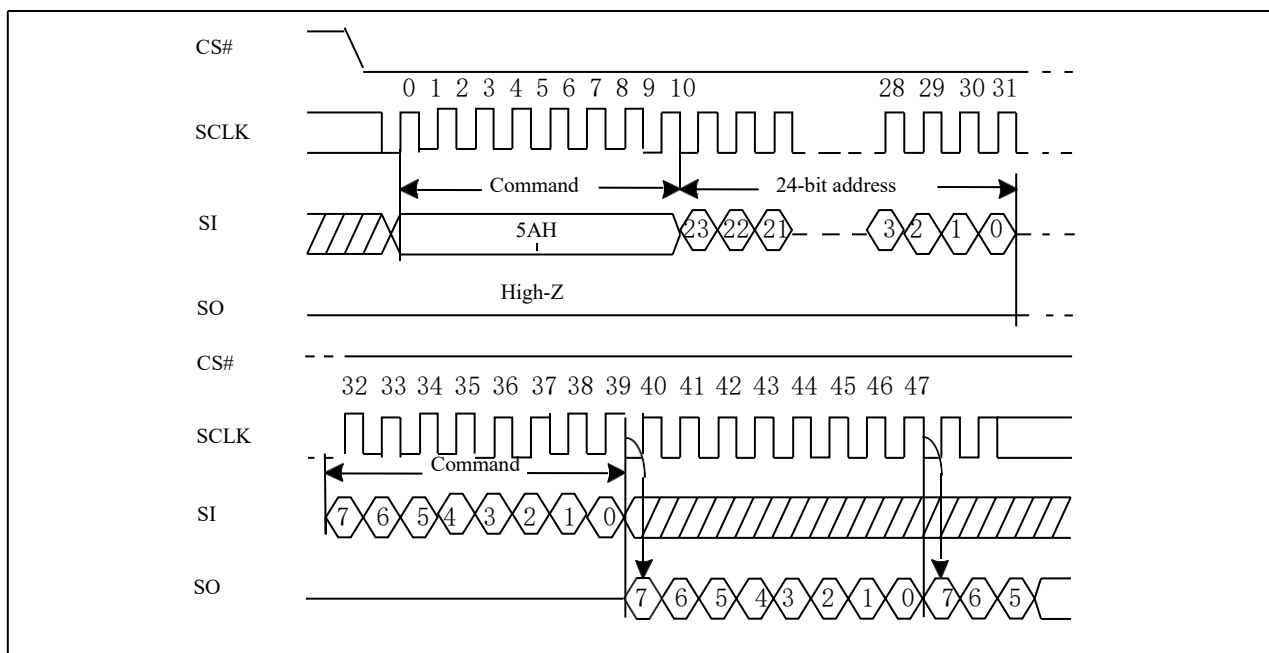 CS#
0 1 2 3 4 5 6 7 8 9 10 28 29 30 31
SCLK
Command 24-bit address
SI 5AH 23 22 21 3 2 1 0
High-Z
SO
CS#
32 33 34 35 36 37 38 39 40 41 42 43 44 45 46 47
SCLK
Command
SI 7 6 5 4 3 2 1 0
SO 7 6 5 4 3 2 1 0 7 6 5